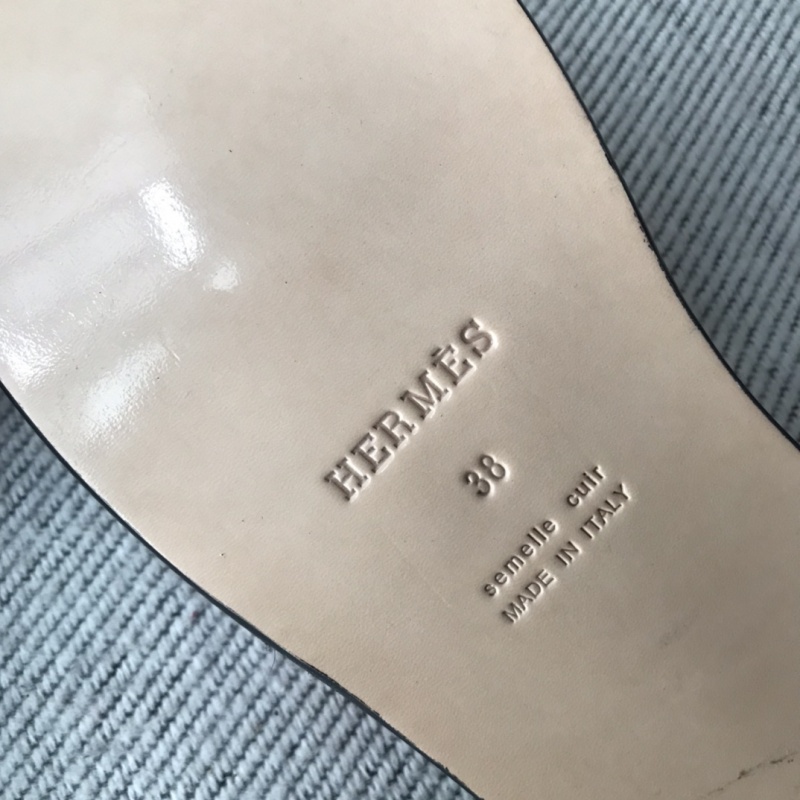 HERMÈS
38
semelle cuir
MADE IN ITALY